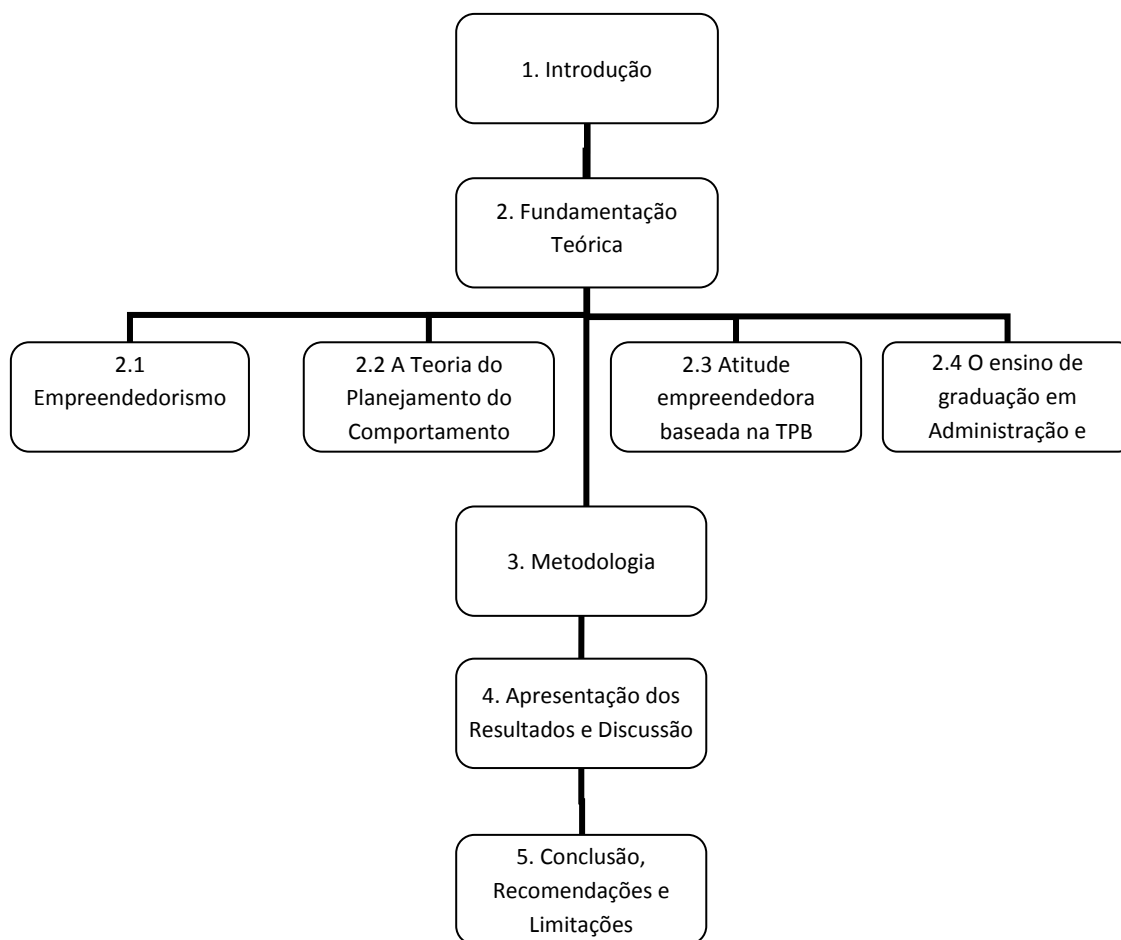 1. Introdução
2. Fundamentação
Teórica
2.1
Empreendedorismo
2.2 A Teoria do
Planejamento do
Comportamento
2.3 Atitude
empreendedora
baseada na TPB
2.4 O ensino de
graduação em
Administração e
3. Metodologia
4. Apresentação dos
Resultados e Discussão
5. Conclusão,
Recomendações e
Limitações